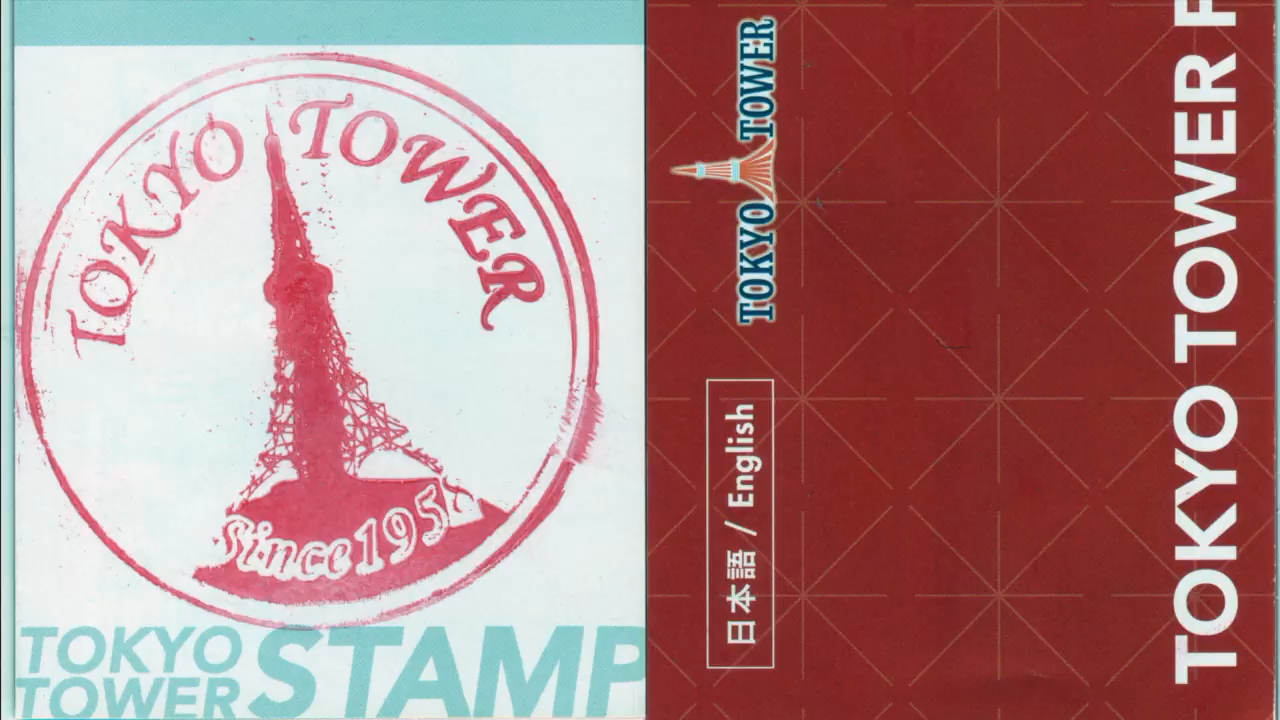 TOKYO TOWER
Since 195
TOKYO
TOWER
STAMP
TOKYO TOWER
日本語 / English
TOKYO TOWER F